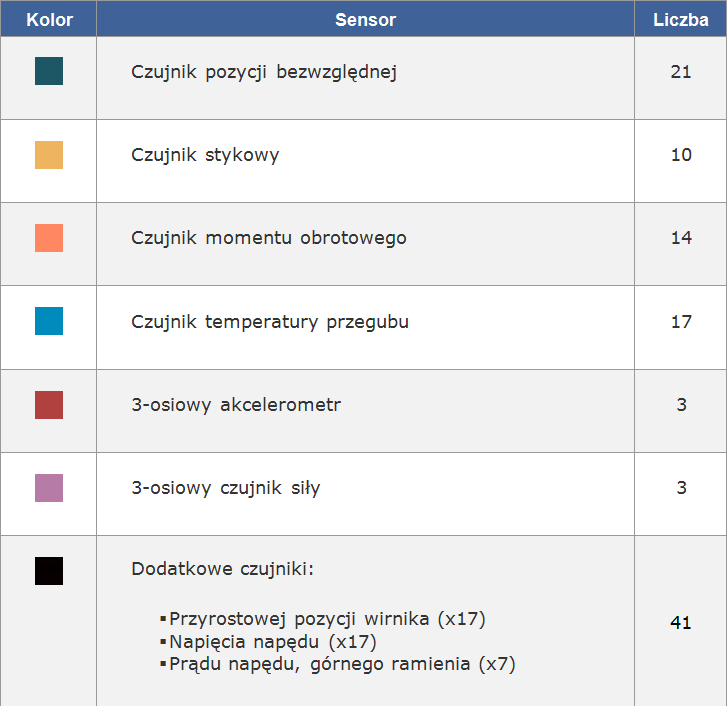 Kolor Sensor Liczba
Czujnik pozycji bezwzględnej 21
Czujnik stykowy 10
Czujnik momentu obrotowego 14
Czujnik temperatury przegubu 17
3-osiowy akcelerometr 3
3-osiowy czujnik siły 3
Dodatkowe czujniki:
▪Przyrostowej pozycji wirnika (x17)
41
▪Napięcia napędu (x17)
▪Prądu napędu, górnego ramienia (x7)